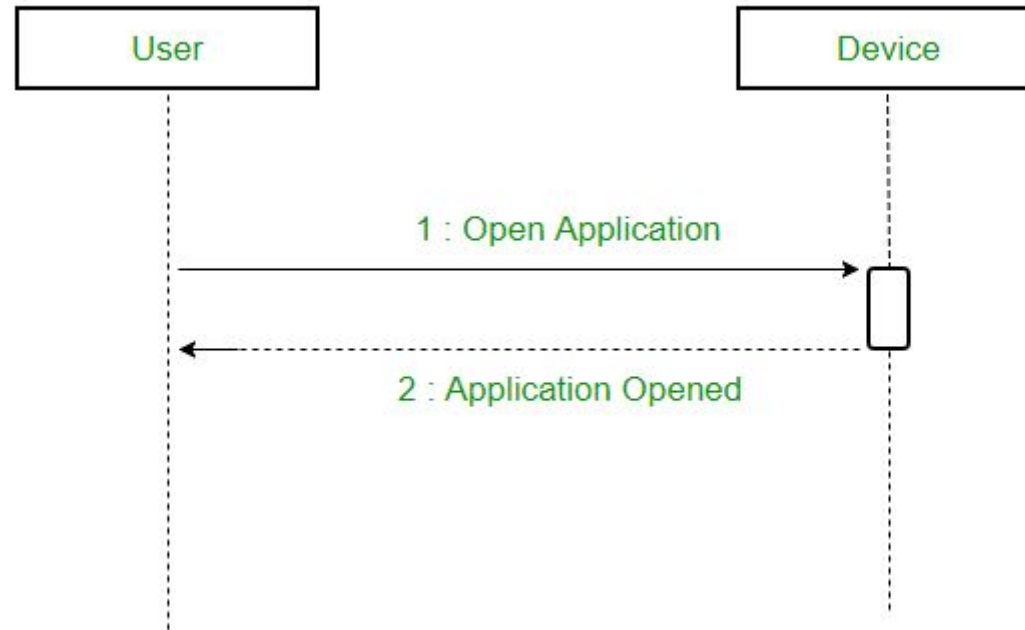 User
Device
1 : Open Application
2 : Application Opened